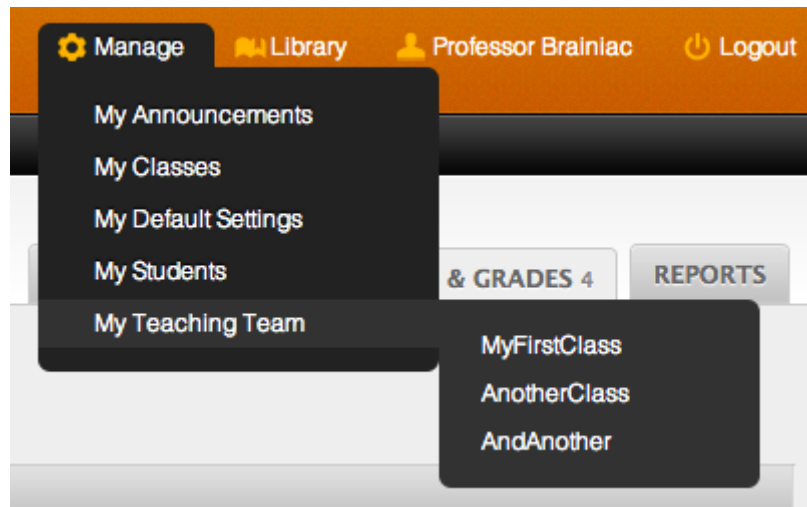 Manage Library Professor Brainiac Logout
My Announcements
My Classes
My Default Settings
My Students
& GRADES 4 REPORTS
My Teaching Team
MyFirstClass
AnotherClass
AndAnother